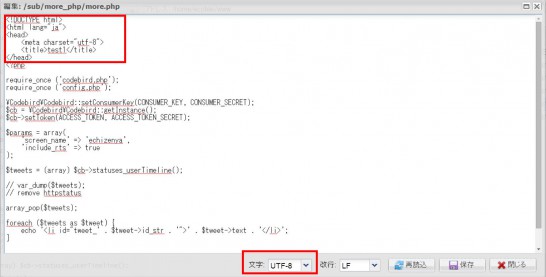 編集: /sub/more_php/more.php
<!DOCTYPE html>
<html lang="ja">
<head>
<meta charset="utf-8">
<title>test1</title>
</head>
<?php
require_once ('codebird.php');
require_once ('config.php');
¥Codebird¥Codebird::setConsumerKey(CONSUMER_KEY, CONSUMER_SECRET);
$cb = ¥Codebird¥Codebird::getInstance();
$cb->setToken(ACCESS_TOKEN, ACCESS_TOKEN_SECRET);
$params = array(
'screen_name' => 'echizenya',
'include_rts' => true
);
$tweets = (array) $cb->statuses_userTimeline();
// var_dump($tweets);
// remove httpstatus
array_pop($tweets);
foreach ($tweets as $tweet) {
echo '<li id="tweet_' . $tweet->id_str . '">' . $tweet->text . '</li>';
}
文字: UTF-8 改行: LF 再読込 保存 閉じる